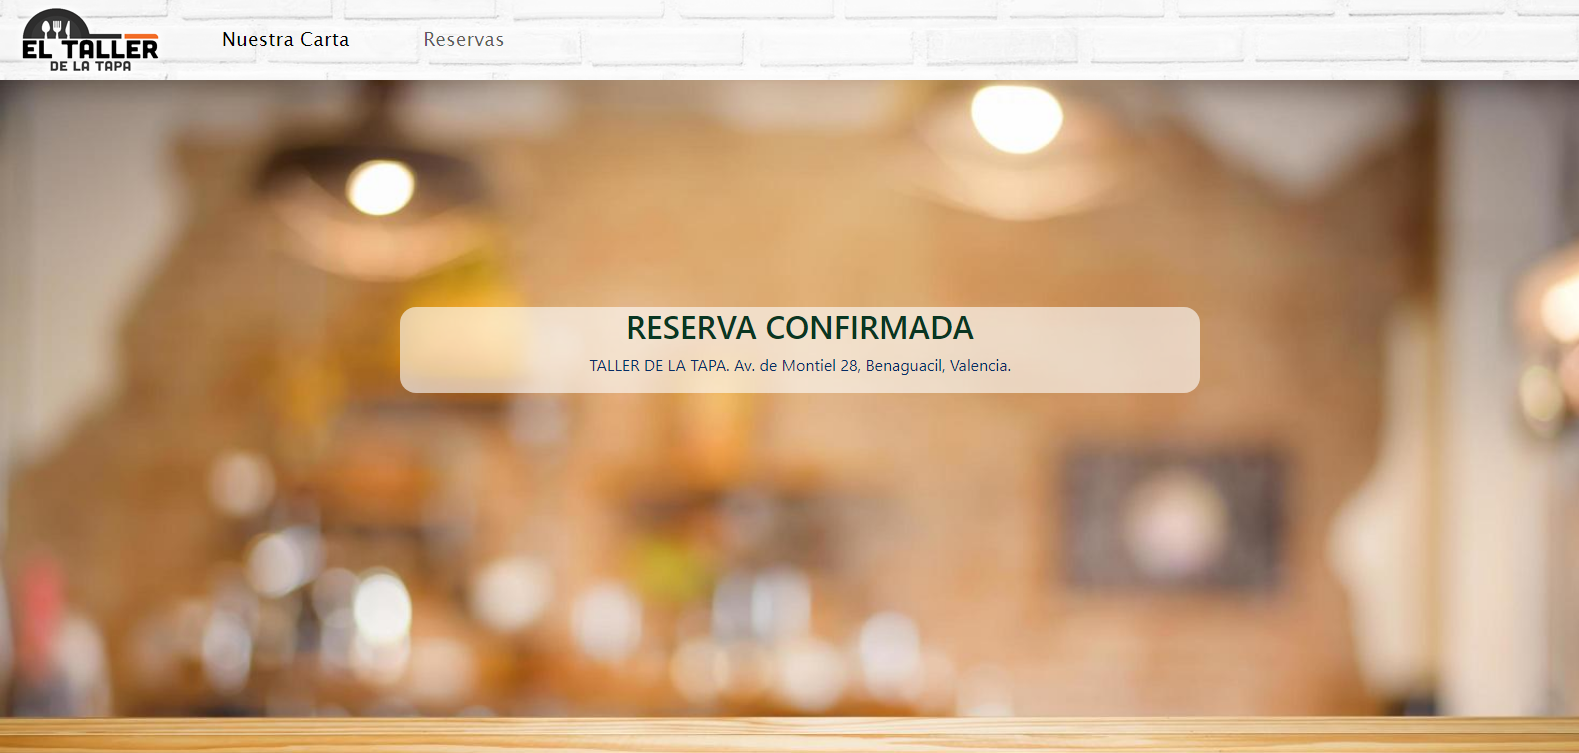 EL TALLER
DE LA TAPA
Nuestra Carta
Reservas
RESERVA CONFIRMADA
TALLER DE LA TAPA. Av. de Montiel 28, Benaguacil, Valencia.